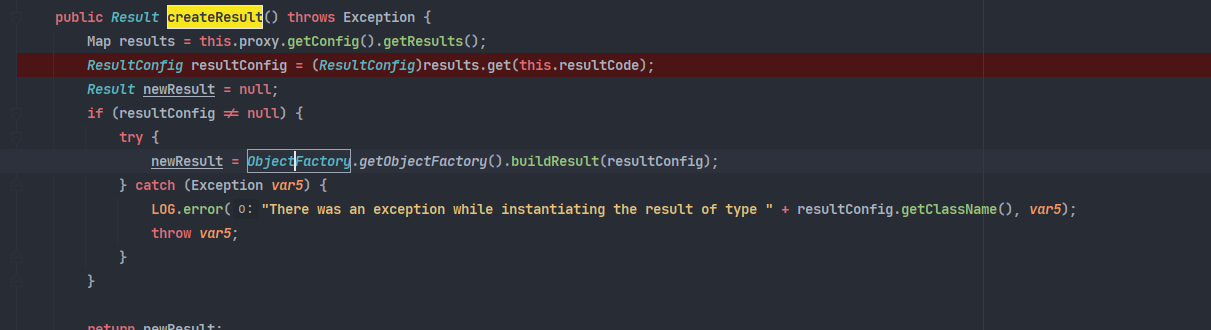 public Result createResult() throws Exception {
Map results = this.proxy.getConfig().getResults();
ResultConfig resultConfig = (ResultConfig)results.get(this.resultCode);
Result newResult = null;
if (resultConfig ≠ null) {
try {
newResult = ObjectFactory.getObjectFactory().buildResult(resultConfig);
} catch (Exception var5) {
LOG.error( o: "There was an exception while instantiating the result of type " + resultConfig.getClassName(), var5);
throw var5;
}
}
return newResult;